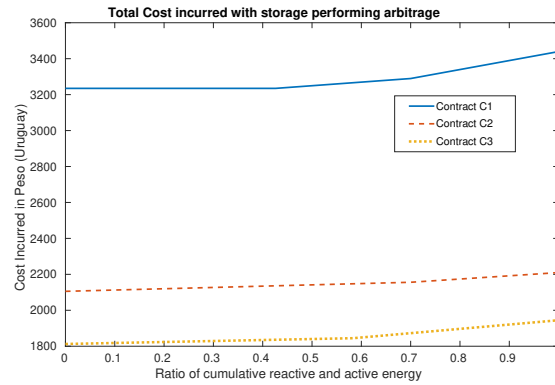 Total Cost incurred with storage performing arbitrage
3600
3400
3200
3000
2800
2600
2400
2200
2000
1800
Cost Incurred in Peso (Uruguay)
Contract C1
Contract C2
Contract C3
0 0.1 0.2 0.3 0.4 0.5 0.6 0.7 0.8 0.9
Ratio of cumulative reactive and active energy